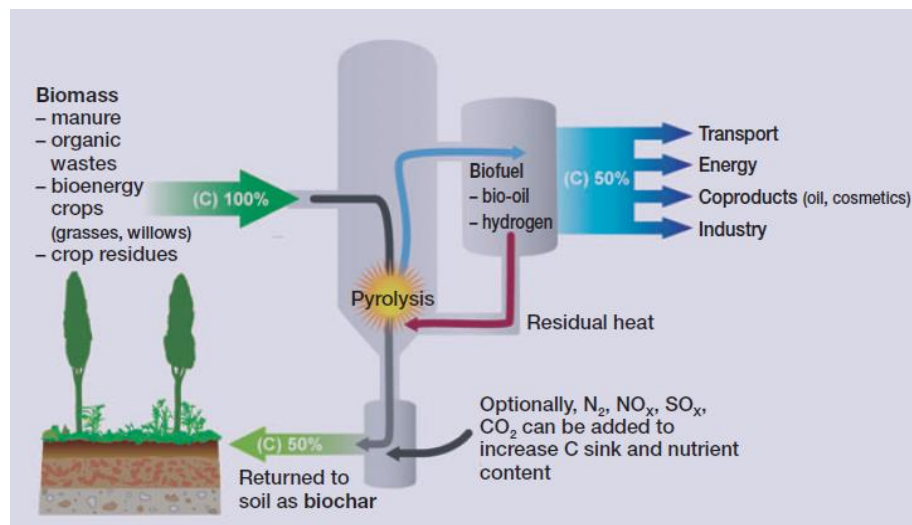 Biomass
– manure
– organic
wastes
– bioenergy
crops
(grasses, willows)
– crop residues
(C) 100%
Pyrolysis
Biofuel
– bio-oil
– hydrogen
(C) 50%
Transport
Energy
Coproducts (oil, cosmetics)
Industry
Residual heat
Optionally, N₂, NOₓ, SOₓ,
CO₂ can be added to
increase C sink and nutrient
content
(C) 50%
Returned to
soil as biochar